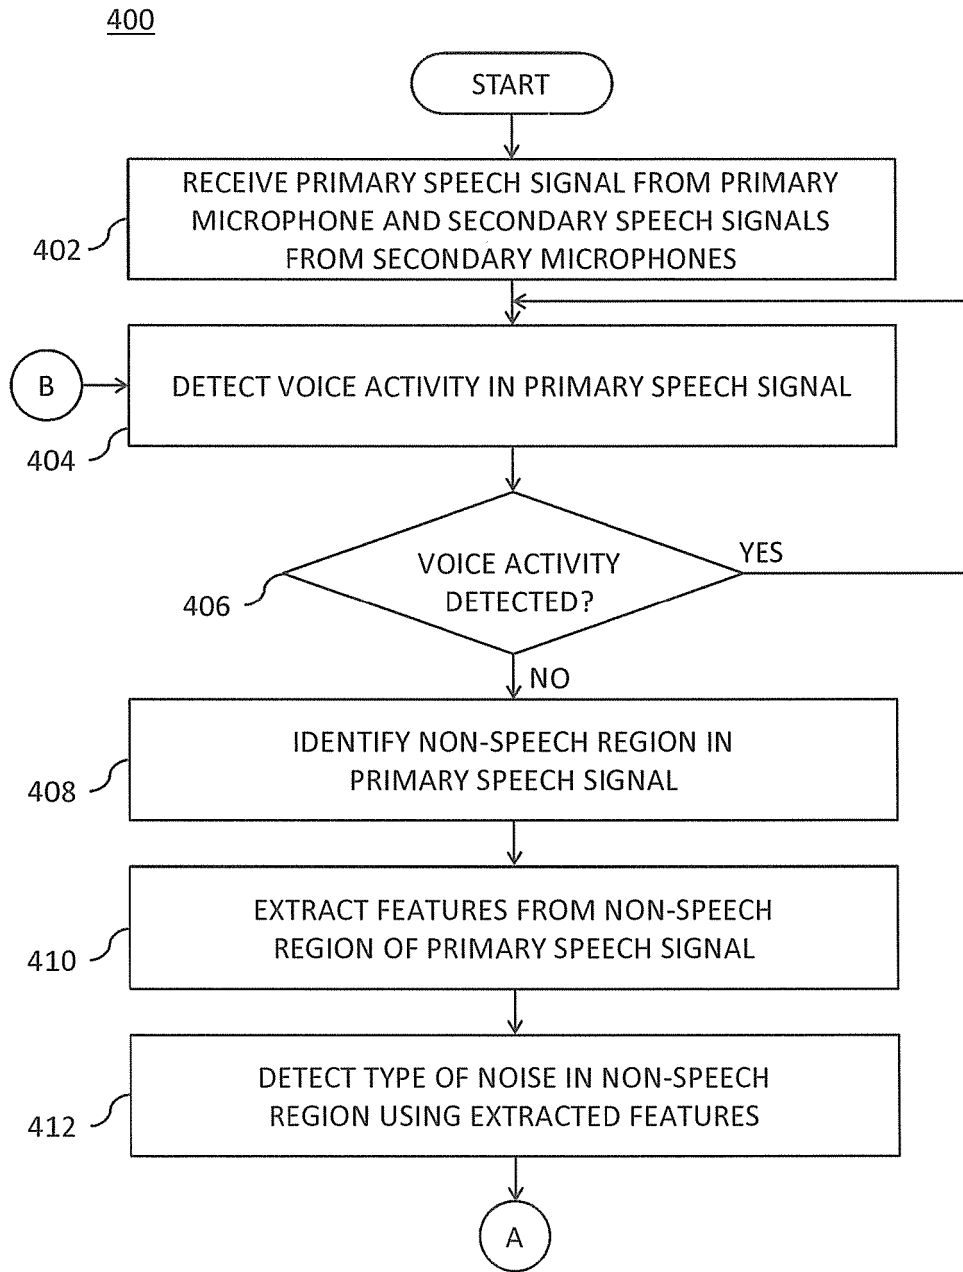 400
START
RECEIVE PRIMARY SPEECH SIGNAL FROM PRIMARY
MICROPHONE AND SECONDARY SPEECH SIGNALS
FROM SECONDARY MICROPHONES
402
B
DETECT VOICE ACTIVITY IN PRIMARY SPEECH SIGNAL
404
VOICE ACTIVITY
DETECTED?
YES
406
NO
IDENTIFY NON-SPEECH REGION IN
PRIMARY SPEECH SIGNAL
408
EXTRACT FEATURES FROM NON-SPEECH
REGION OF PRIMARY SPEECH SIGNAL
410
DETECT TYPE OF NOISE IN NON-SPEECH
REGION USING EXTRACTED FEATURES
412
A